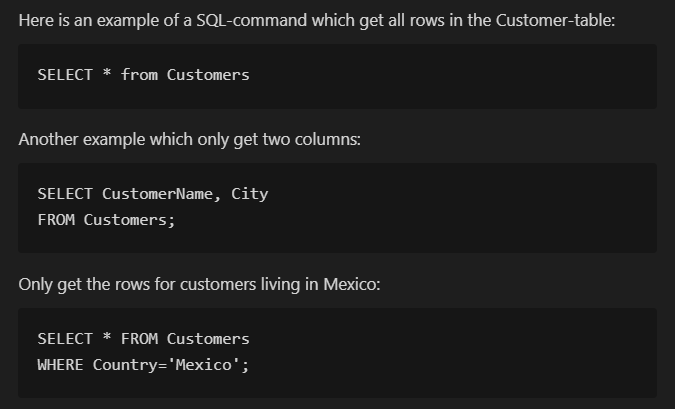 Here is an example of a SQL-command which get all rows in the Customer-table:
SELECT * from Customers
Another example which only get two columns:
SELECT CustomerName, City
FROM Customers;
Only get the rows for customers living in Mexico:
SELECT * FROM Customers
WHERE Country='Mexico';